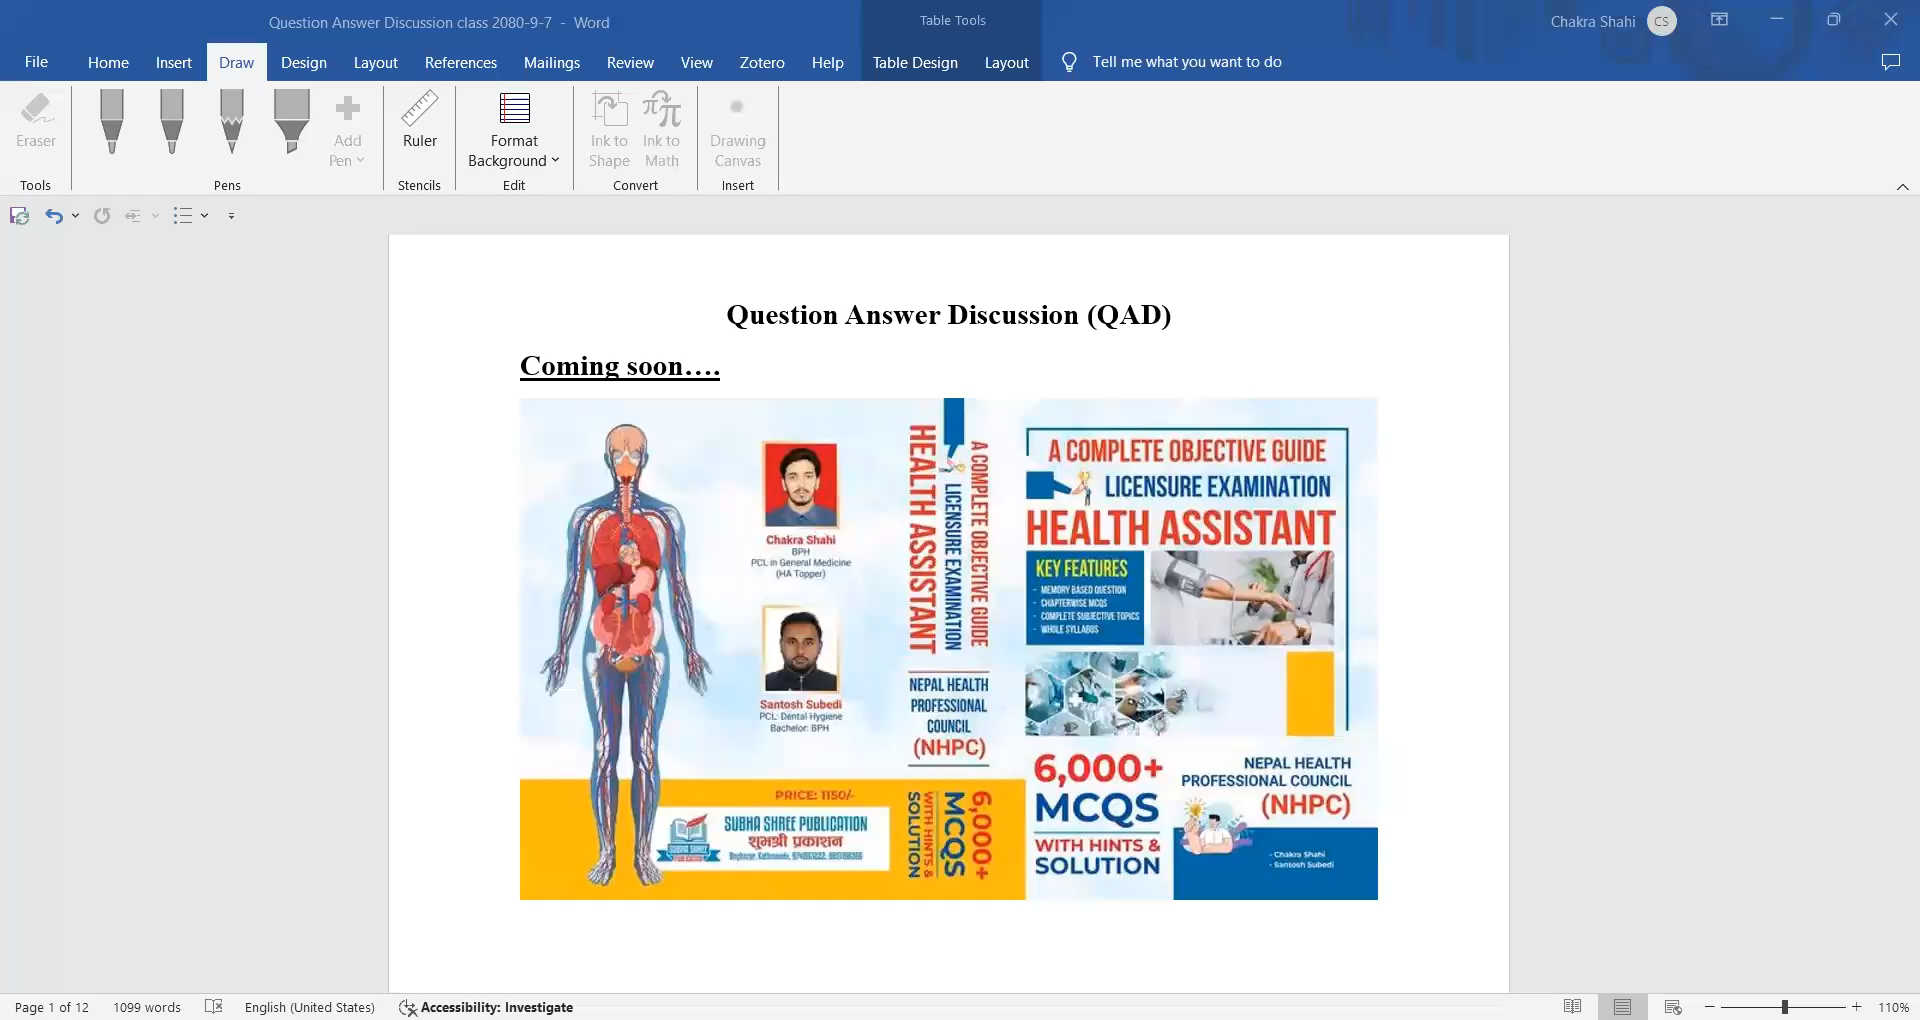 Question Answer Discussion class 2080-9-7 - Word
Table Tools
Chakra Shahi
CS
File
Home
Insert
Draw
Design
Layout
References
Mailings
Review
View
Zotero
Help
Table Design
Layout
Tell me what you want to do
Eraser
Add
Pen
Ruler
Format
Background
Ink to
Shape
Ink to
Math
Drawing
Canvas
Tools
Pens
Stencils
Edit
Convert
Insert
Question Answer Discussion (QAD)
Coming soon….
Chakra Shahi
BPH
PCL in General Medicine
(HA Topper)
Santosh Subedi
PCL: Dental Hygiene
Bachelor: BPH
PRICE: 1150/-
SUBHA SHREE PUBLICATION
शुभश्री प्रकाशन
SUBHA SHREE
PUBLICATION
A COMPLETE OBJECTIVE GUIDE
LICENSURE EXAMINATION
HEALTH ASSISTANT
NEPAL HEALTH
PROFESSIONAL
COUNCIL
(NHPC)
6,000+
MCQS
WITH HINTS &
SOLUTION
A COMPLETE OBJECTIVE GUIDE
LICENSURE EXAMINATION
HEALTH ASSISTANT
KEY FEATURES
- MEMORY BASED QUESTION
- CHAPTERWISE MCQS
- COMPLETE SUBJECTIVE TOPICS
- WHOLE SYLLABUS
6,000+
MCQS
WITH HINTS &
SOLUTION
NEPAL HEALTH
PROFESSIONAL COUNCIL
(NHPC)
- Chakra Shahi
- Santosh Subedi
Page 1 of 12
1099 words
English (United States)
Accessibility: Investigate
110%